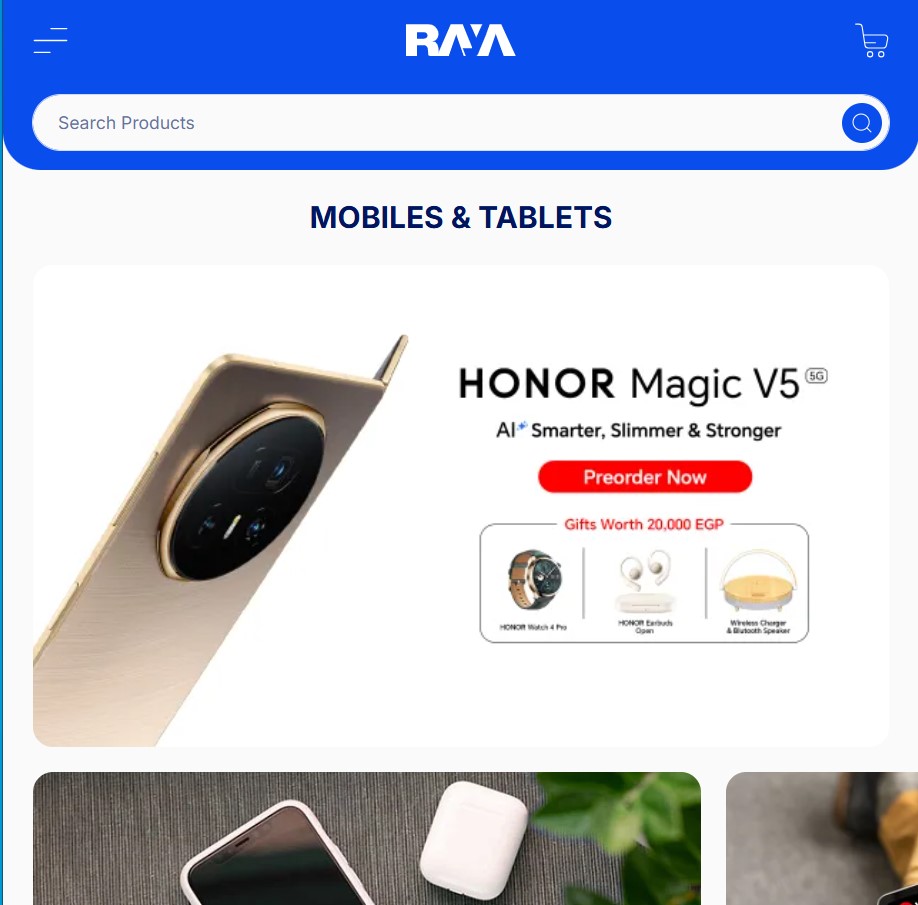 RAYA
Search Products
MOBILES & TABLETS
HONOR Magic V5 5G
AI Smarter, Slimmer & Stronger
Preorder Now
Gifts Worth 20,000 EGP
HONOR Watch 4 Pro
HONOR Earbuds
Open
Wireless Charger
& Blutooth Speaker